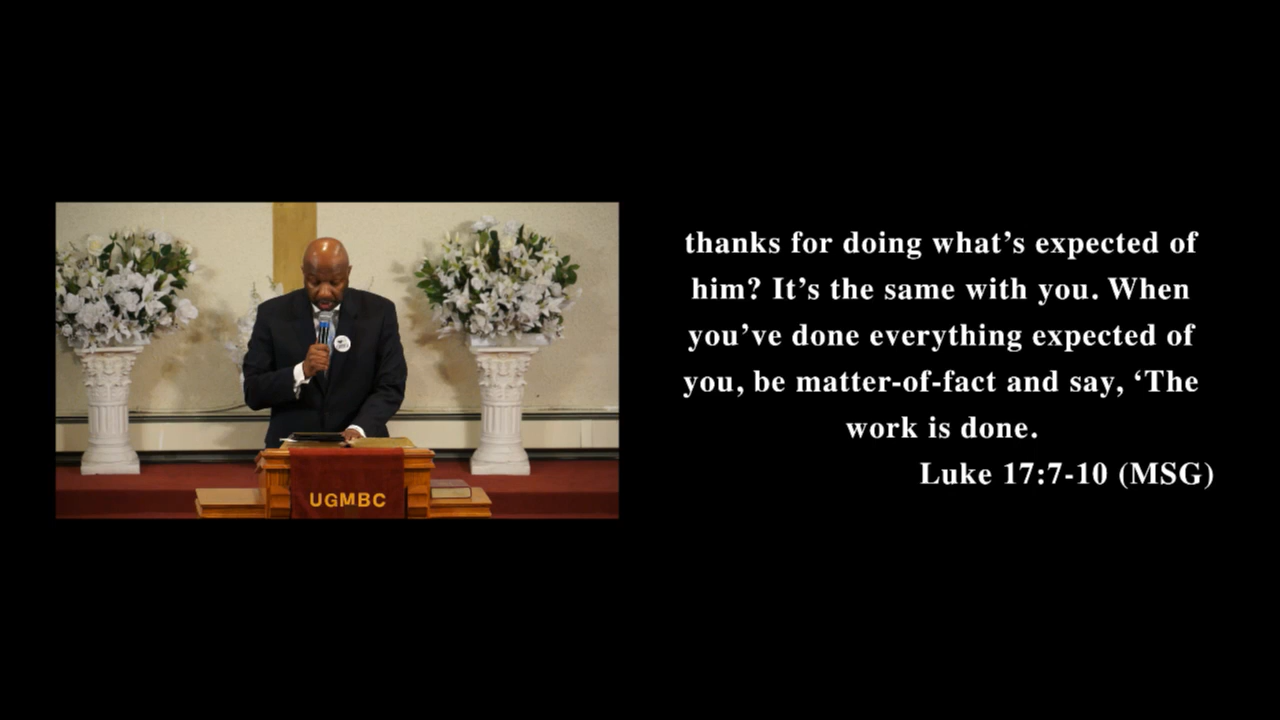 UGMBC
thanks for doing what’s expected of
him? It’s the same with you. When
you’ve done everything expected of
you, be matter-of-fact and say, ‘The
work is done.
Luke 17:7-10 (MSG)